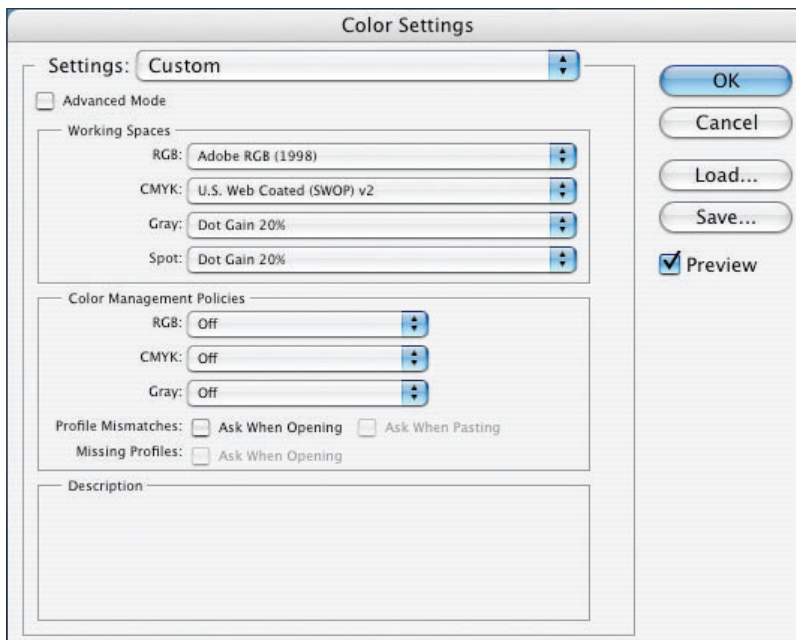 Color Settings
Settings: Custom
OK
Advanced Mode
Cancel
Working Spaces
RGB: Adobe RGB (1998)
Load...
CMYK: U.S. Web Coated (SWOP) v2
Save...
Gray: Dot Gain 20%
Spot: Dot Gain 20%
Preview
Color Management Policies
RGB: Off
CMYK: Off
Gray: Off
Profile Mismatches: Ask When Opening Ask When Pasting
Missing Profiles: Ask When Opening
Description